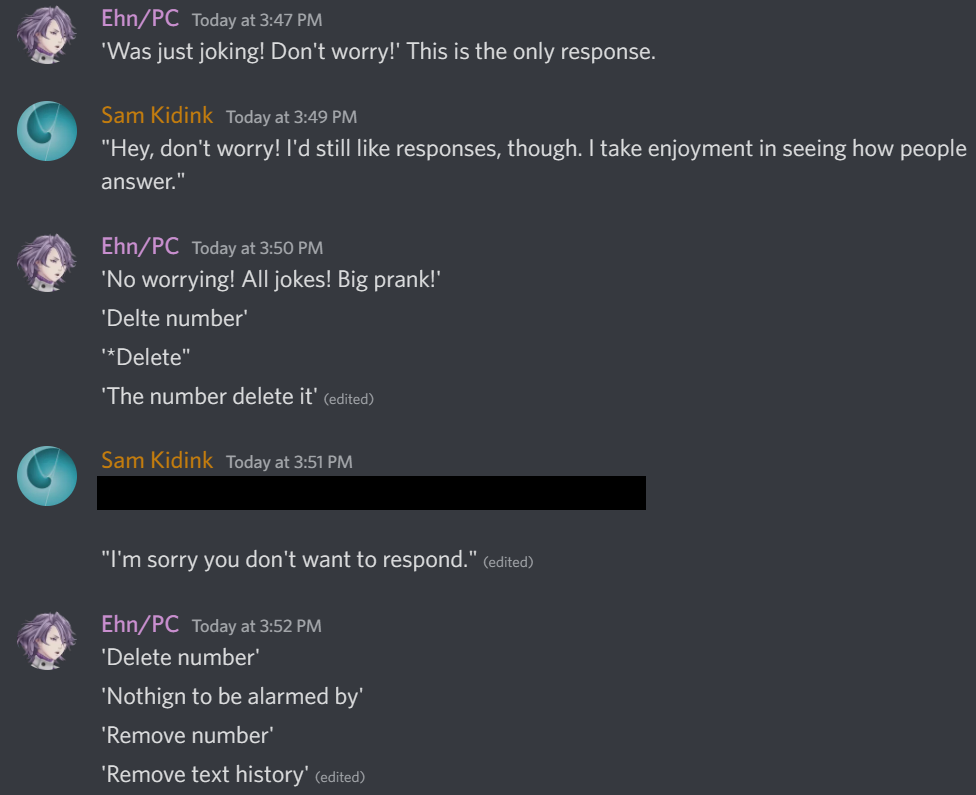 Ehn/PC Today at 3:47 PM
'Was just joking! Don't worry!' This is the only response.
Sam Kidink Today at 3:49 PM
"Hey, don't worry! I'd still like responses, though. I take enjoyment in seeing how people
answer."
Ehn/PC Today at 3:50 PM
'No worrying! All jokes! Big prank!'
'Delte number'
'*Delete"
'The number delete it' (edited)
Sam Kidink Today at 3:51 PM
"I'm sorry you don't want to respond." (edited)
Ehn/PC Today at 3:52 PM
'Delete number'
'Nothign to be alarmed by'
'Remove number'
'Remove text history' (edited)